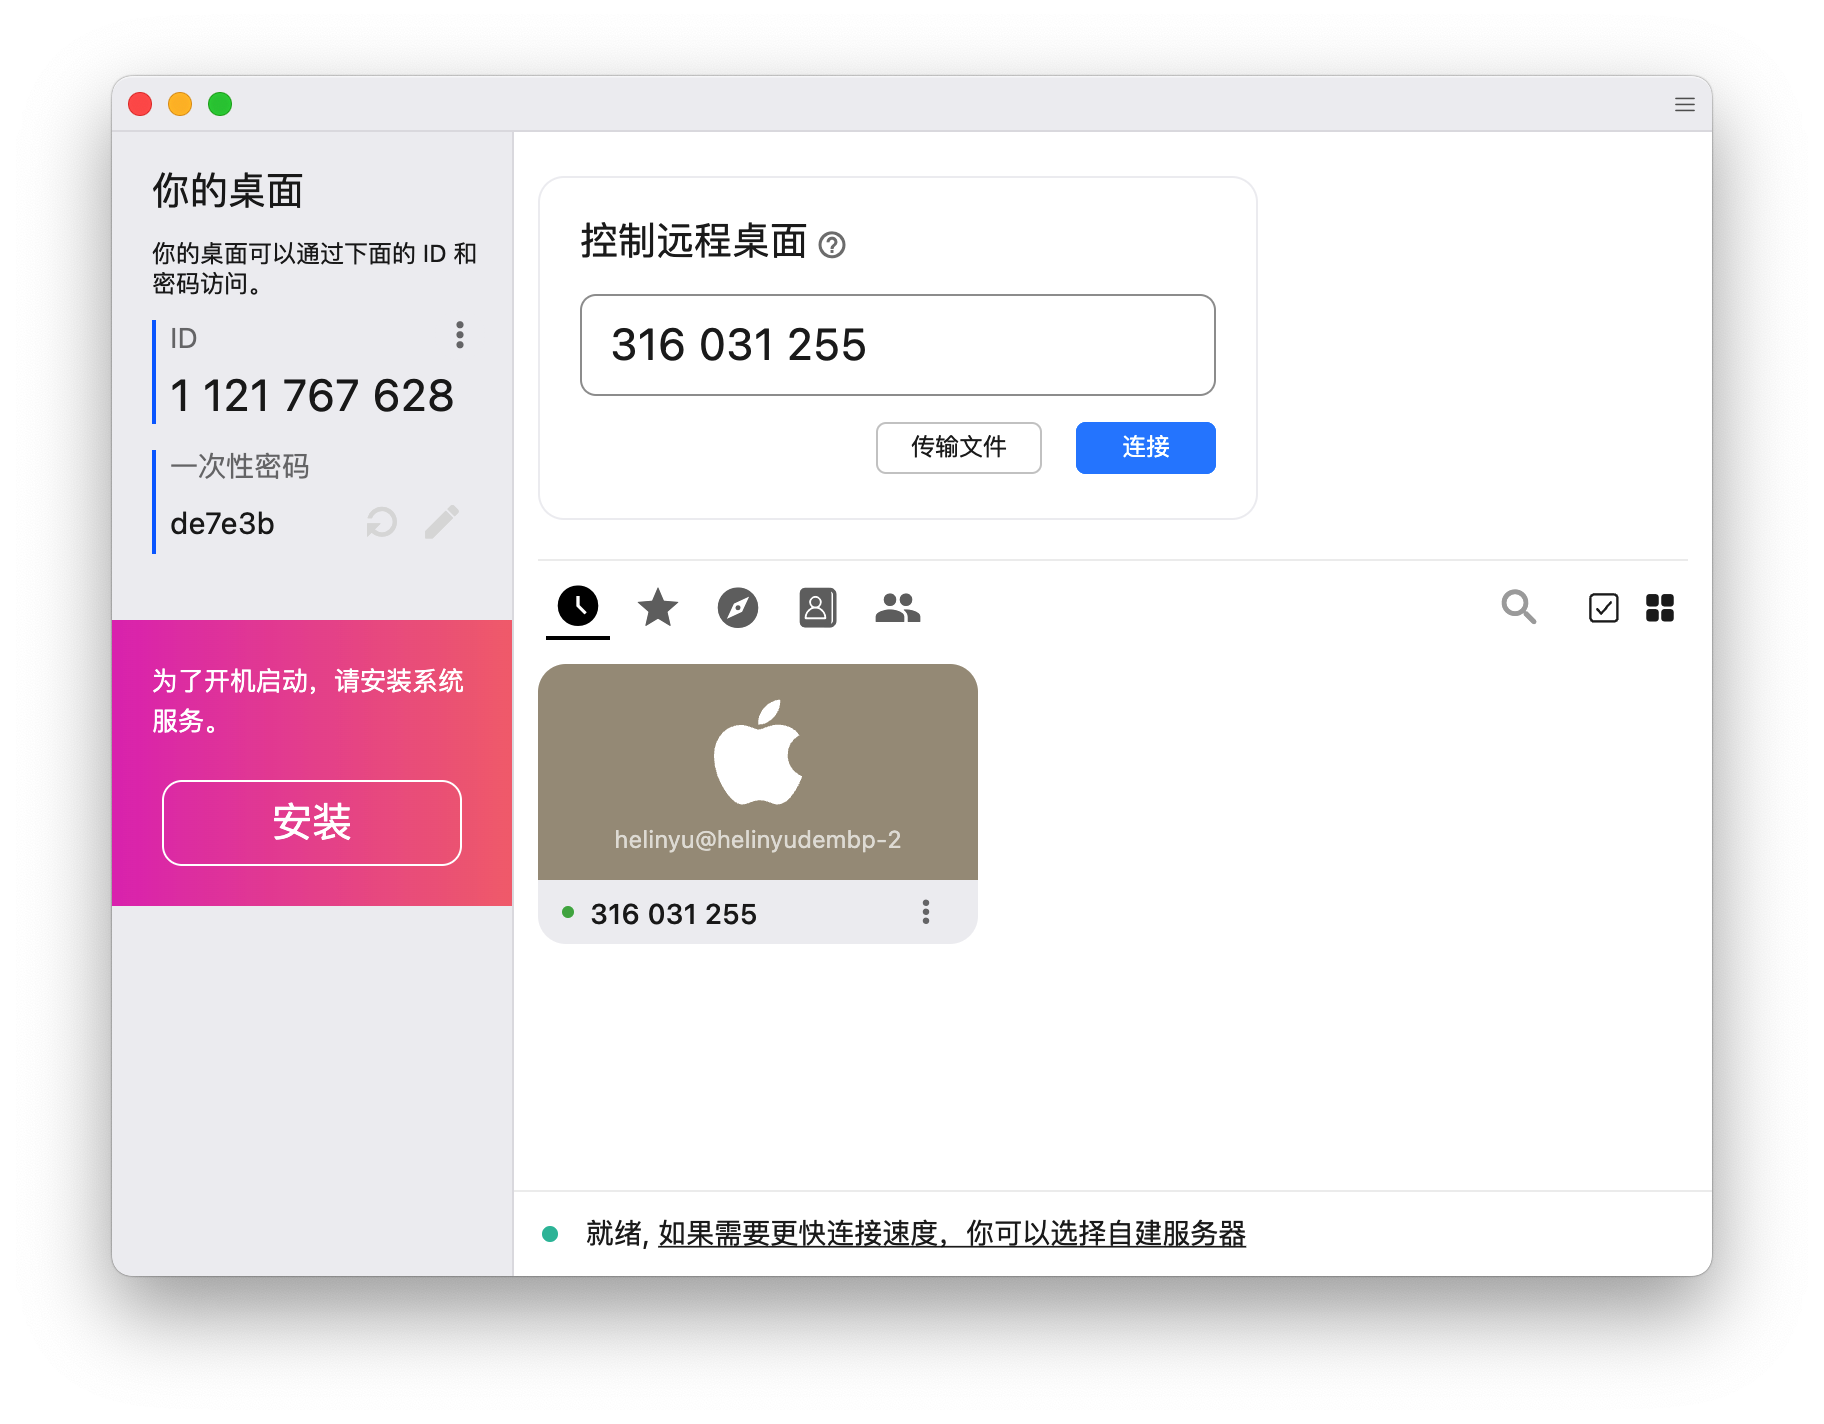 你的桌面
你的桌面可以通过下面的 ID 和
密码访问。
ID
1 121 767 628
一次性密码
de7e3b
为了开机启动，请安装系统
服务。
安装
控制远程桌面
316 031 255
传输文件
连接
helinyu@helinyudembp-2
316 031 255
就绪, 如果需要更快连接速度，你可以选择自建服务器